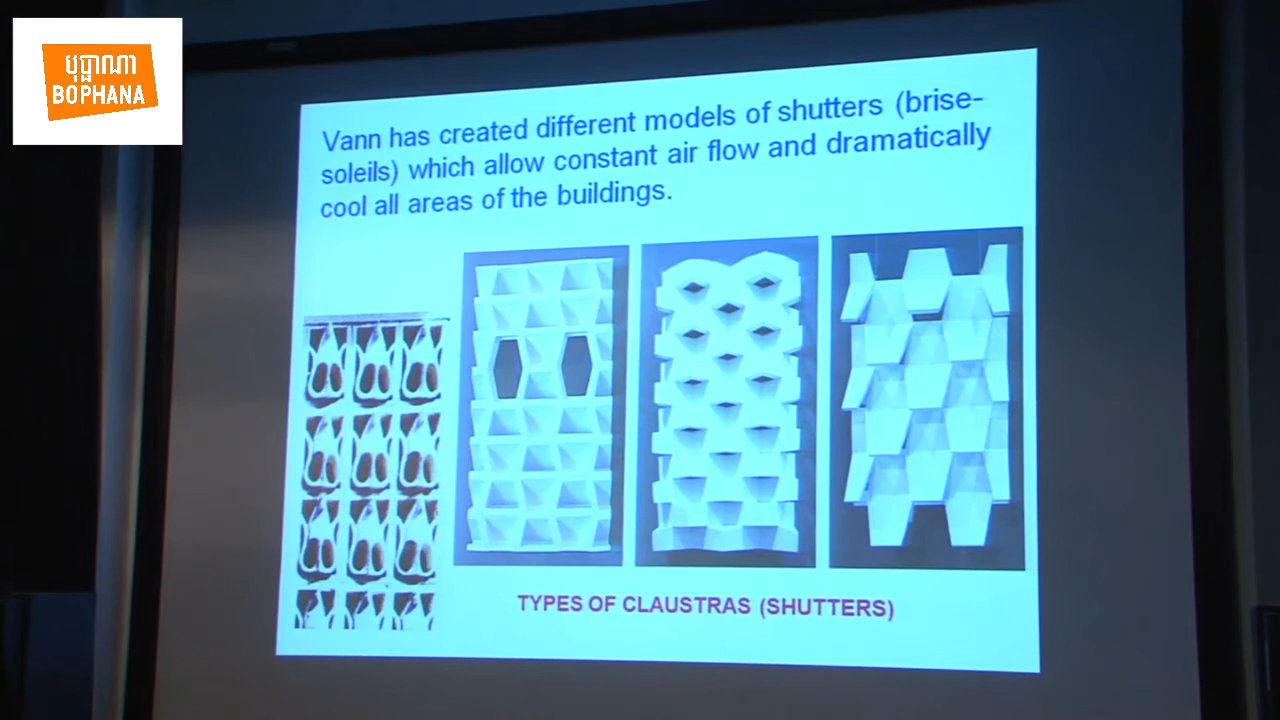 បុប្ផាណា
BOPHANA
Vann has created different models of shutters (brise-
soleils) which allow constant air flow and dramatically
cool all areas of the buildings.
TYPES OF CLAUSTRAS (SHUTTERS)